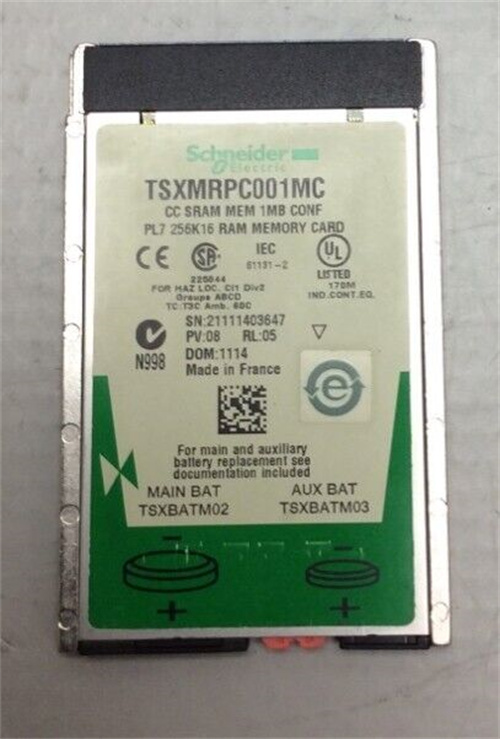 Schneider
Electric
TSXMRPC001MC
CC SRAM MEM 1MB CONF
PL7 256K16 RAM MEMORY CARD
CE SA IEC UL
225844 61131-2 LISTED
FOR HAZ LOC. Cl1 Div2 170M
Groups ABCD IND.CONT.EQ.
TC:T3C Amb. 60C
SN:21111403647
PV:08 RL:05
N998 DOM:1114
Made in France
e
For main and auxiliary
battery replacement see
documentation included
MAIN BAT AUX BAT
TSXBATM02 TSXBATM03
- -
+ +